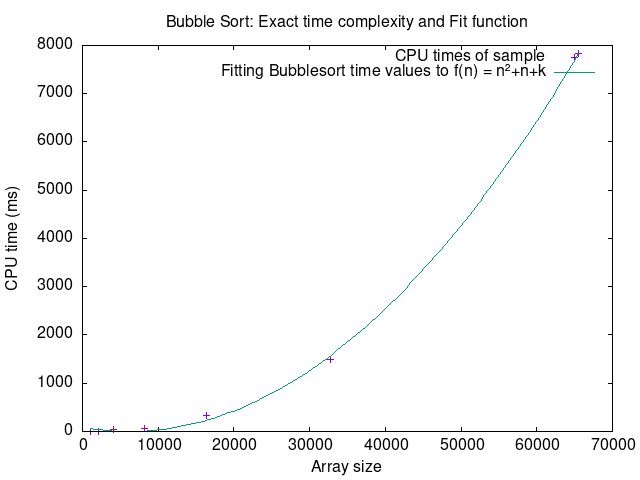 Bubble Sort: Exact time complexity and Fit function
8000
7000
6000
5000
4000
3000
2000
1000
0
CPU time (ms)
CPU times of sample
Fitting Bubblesort time values to f(n) = n²+n+k
0 10000 20000 30000 40000 50000 60000 70000
Array size